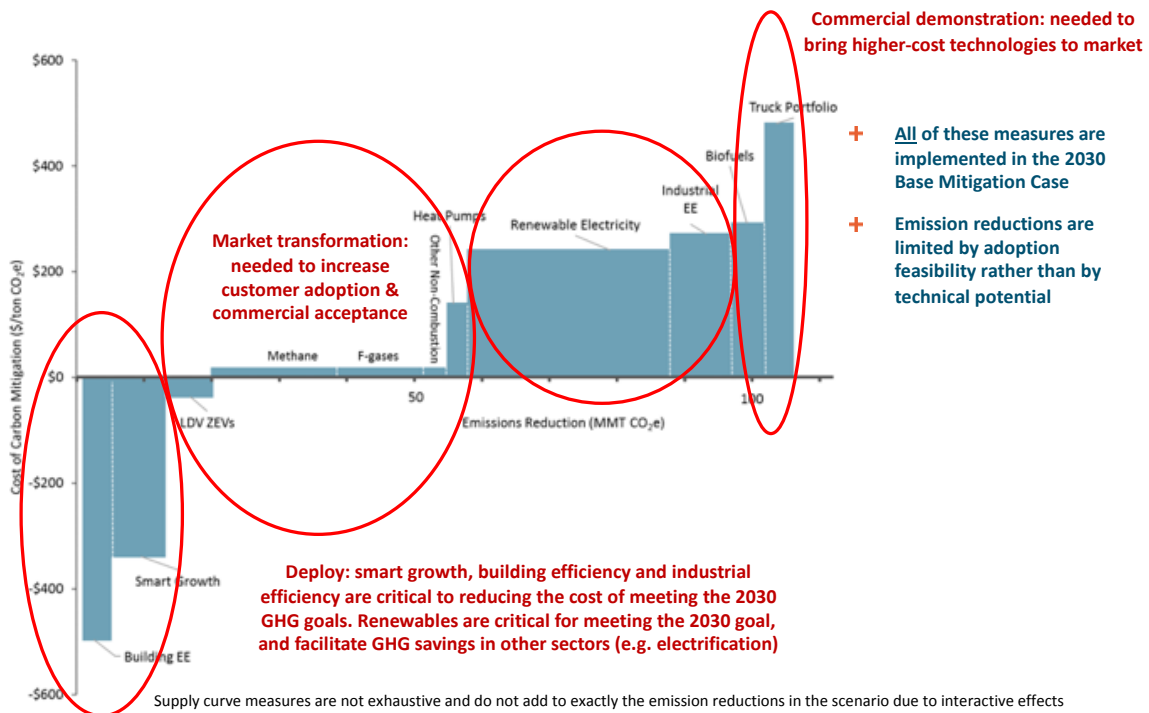 Commercial demonstration: needed to
bring higher-cost technologies to market
$600
$400
$200
$0
-$200
-$400
-$600
Cost of Carbon Mitigation ($/ton CO₂e)
Truck Portfolio
Biofuels
Industrial
EE
Renewable Electricity
Heat Pumps
Other Non-Combustion
Market transformation:
needed to increase
customer adoption &
commercial acceptance
Methane
F-gases
LDV ZEVs
50
100
Emissions Reduction (MMT CO₂e)
Smart Growth
Building EE
+ All of these measures are
implemented in the 2030
Base Mitigation Case
+ Emission reductions are
limited by adoption
feasibility rather than by
technical potential
Deploy: smart growth, building efficiency and industrial
efficiency are critical to reducing the cost of meeting the 2030
GHG goals. Renewables are critical for meeting the 2030 goal,
and facilitate GHG savings in other sectors (e.g. electrification)
Supply curve measures are not exhaustive and do not add to exactly the emission reductions in the scenario due to interactive effects